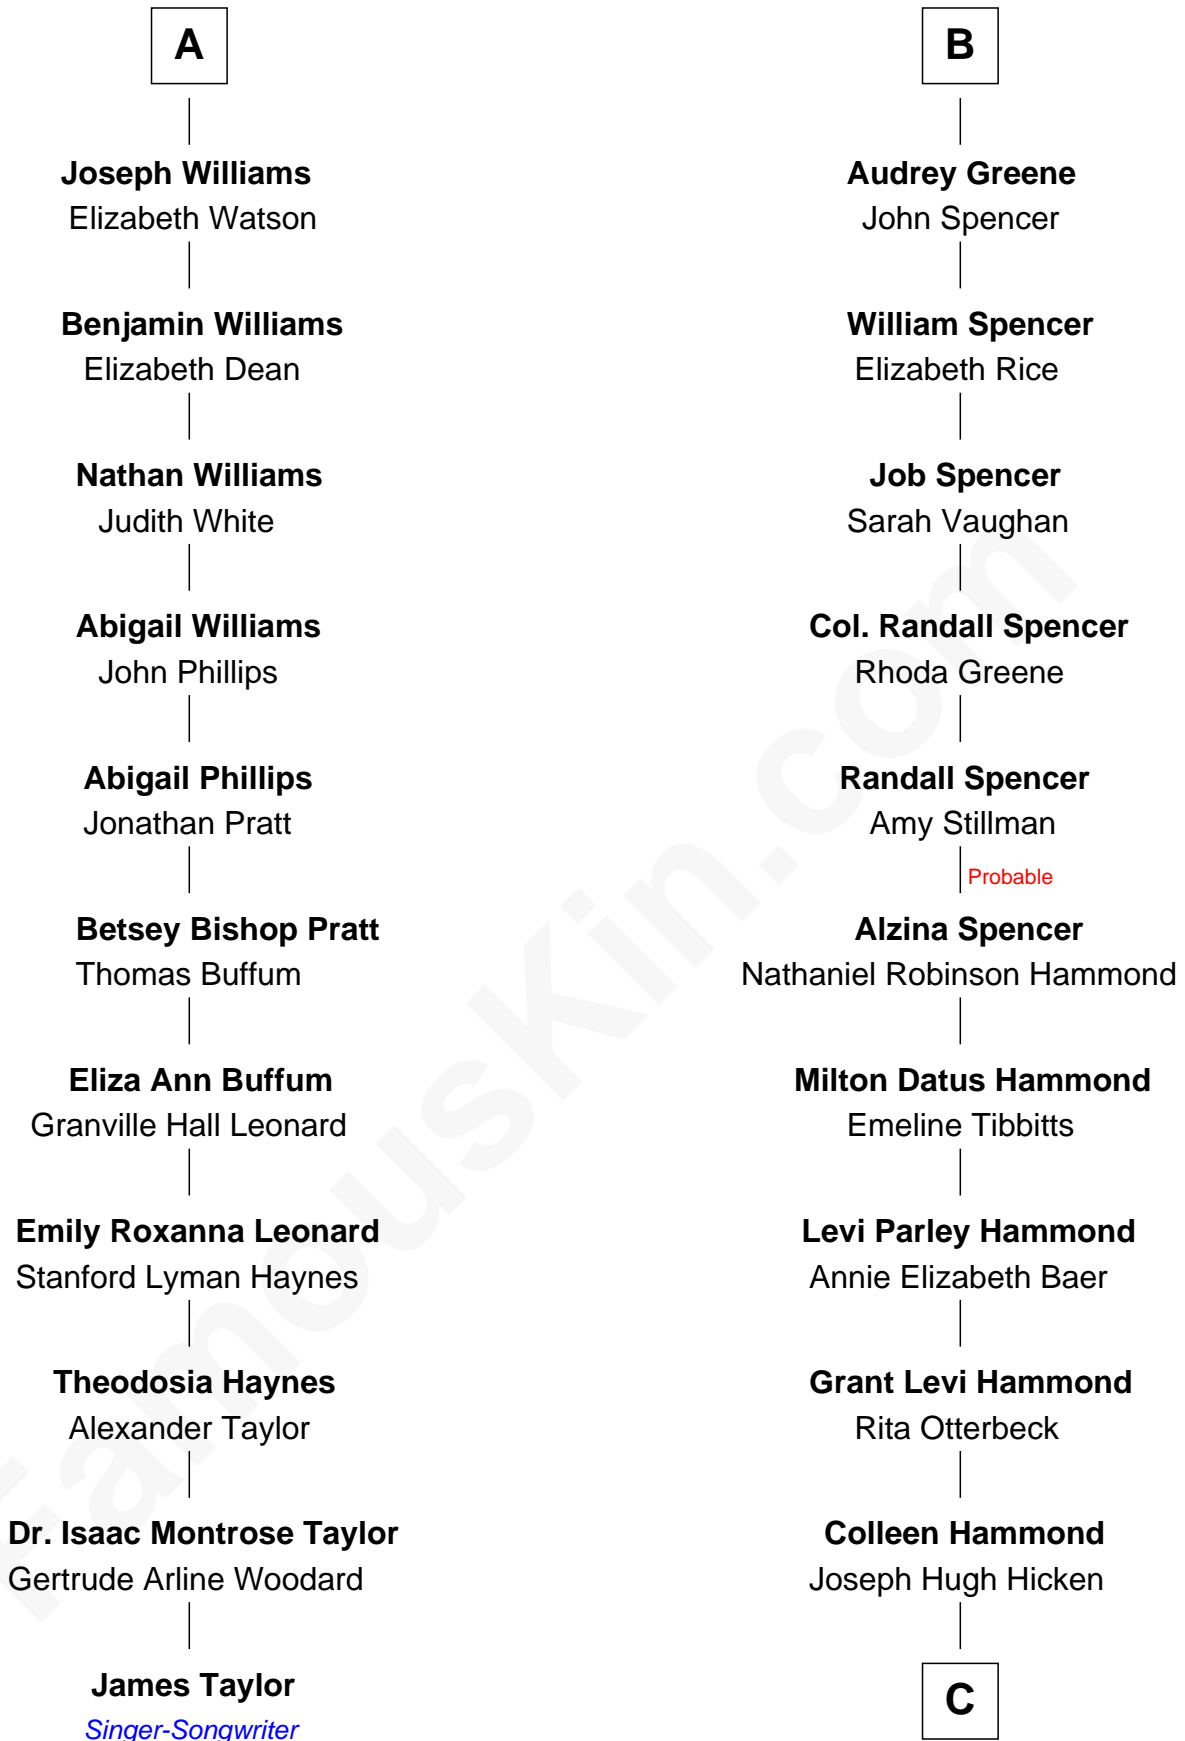 A
Joseph Williams
Elizabeth Watson
Benjamin Williams
Elizabeth Dean
Nathan Williams
Judith White
Abigail Williams
John Phillips
Abigail Phillips
Jonathan Pratt
Betsey Bishop Pratt
Thomas Buffum
Eliza Ann Buffum
Granville Hall Leonard
Emily Roxanna Leonard
Stanford Lyman Haynes
Theodosia Haynes
Alexander Taylor
Dr. Isaac Montrose Taylor
Gertrude Arline Woodard
James Taylor
Singer-Songwriter
B
Audrey Greene
John Spencer
William Spencer
Elizabeth Rice
Job Spencer
Sarah Vaughan
Col. Randall Spencer
Rhoda Greene
Randall Spencer
Amy Stillman
Probable
Alzina Spencer
Nathaniel Robinson Hammond
Milton Datus Hammond
Emeline Tibbitts
Levi Parley Hammond
Annie Elizabeth Baer
Grant Levi Hammond
Rita Otterbeck
Colleen Hammond
Joseph Hugh Hicken
C
FamousKin.com